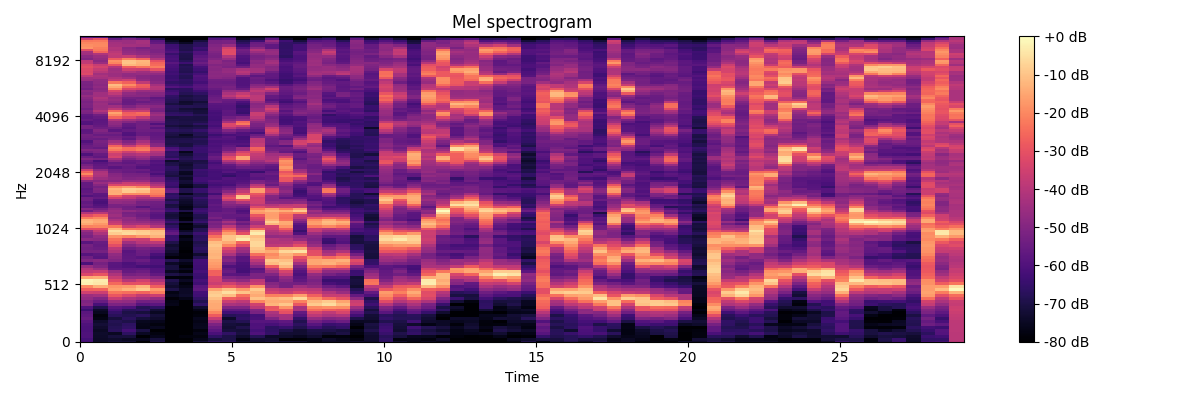 Mel spectrogram
+0 dB
8192
-10 dB
4096
-20 dB
-30 dB
Hz
2048
-40 dB
1024
-50 dB
-60 dB
512
-70 dB
0
-80 dB
0 5 10 15 20 25
Time